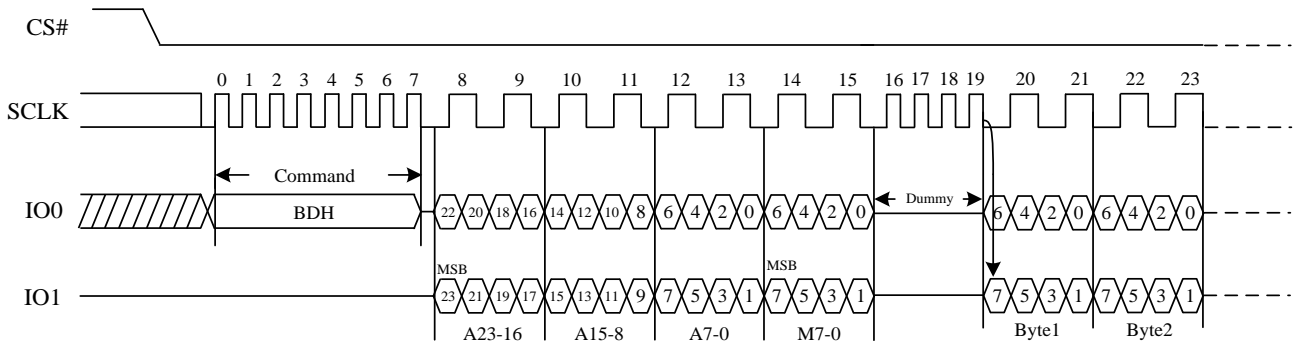 CS#
0 1 2 3 4 5 6 7 8 9 10 11 12 13 14 15 16 17 18 19 20 21 22 23
SCLK
Command
IO0 BDH 22 20 18 16 14 12 10 8 6 4 2 0 6 4 2 0 Dummy 6 4 2 0 6 4 2 0
MSB MSB
IO1 23 21 19 17 15 13 11 9 7 5 3 1 7 5 3 1 7 5 3 1 7 5 3 1
A23-16 A15-8 A7-0 M7-0 Byte1 Byte2